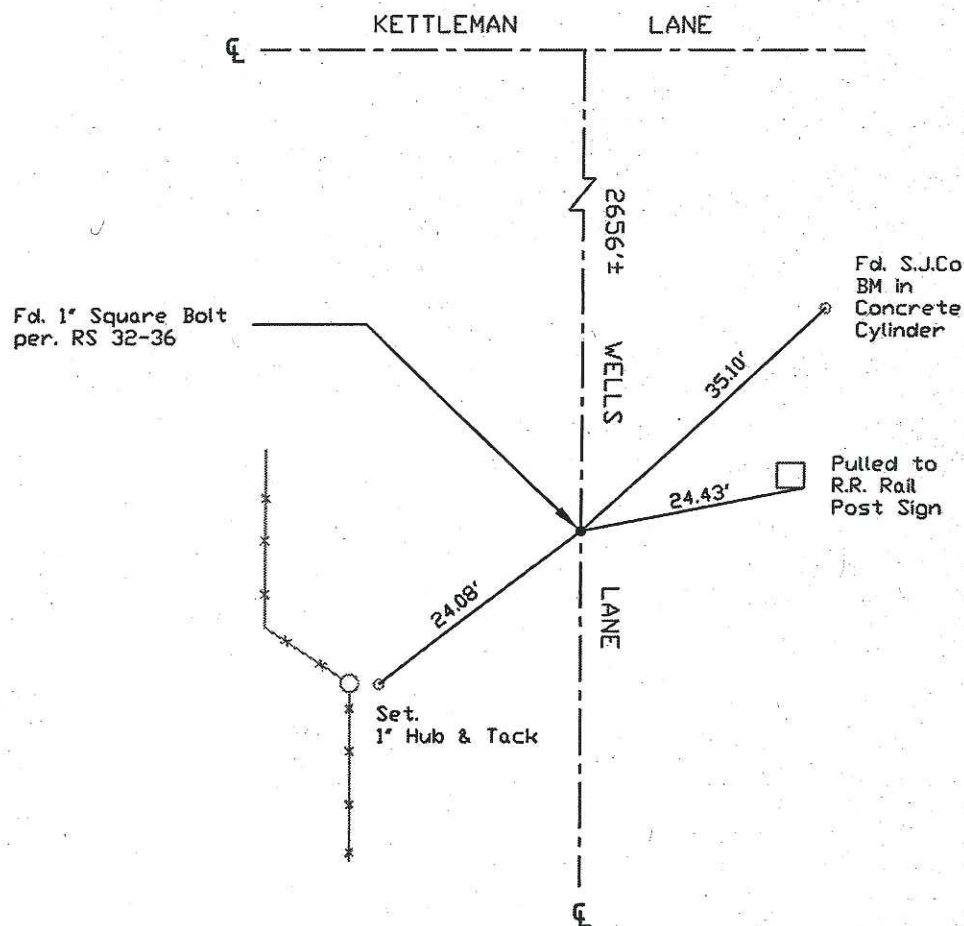 KETTLEMAN LANE
℄
2656'±
Fd. S.J.Co
BM in
Concrete
Cylinder
Fd. 1" Square Bolt
per. RS 32-36
WELLS
35.10'
Pulled to
R.R. Rail
Post Sign
24.43'
24.08'
LANE
Set.
1" Hub & Tack
℄